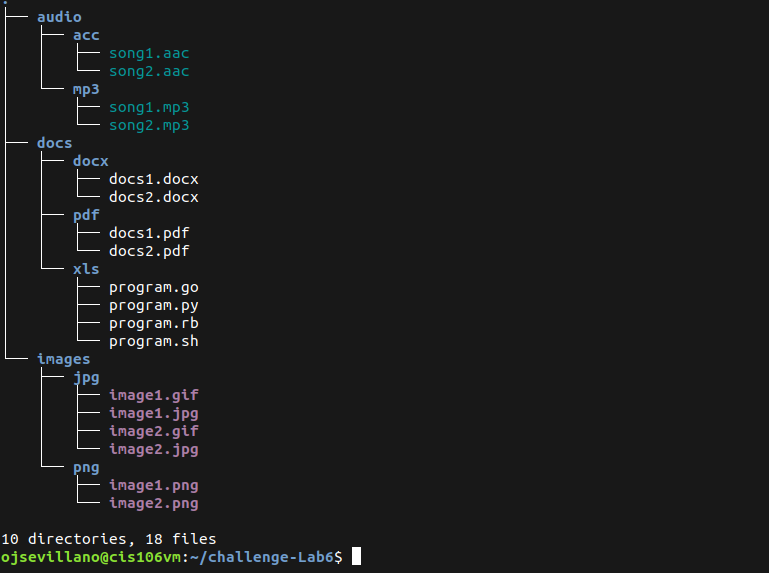 .
├── audio
│   ├── acc
│   │   ├── song1.aac
│   │   └── song2.aac
│   └── mp3
│       ├── song1.mp3
│       └── song2.mp3
├── docs
│   ├── docx
│   │   ├── docs1.docx
│   │   └── docs2.docx
│   ├── pdf
│   │   ├── docs1.pdf
│   │   └── docs2.pdf
│   └── xls
│       ├── program.go
│       ├── program.py
│       ├── program.rb
│       └── program.sh
└── images
    ├── jpg
    │   ├── image1.gif
    │   ├── image1.jpg
    │   ├── image2.gif
    │   └── image2.jpg
    └── png
        ├── image1.png
        └── image2.png

10 directories, 18 files
ojsevillano@cis106vm:~/challenge-Lab6$